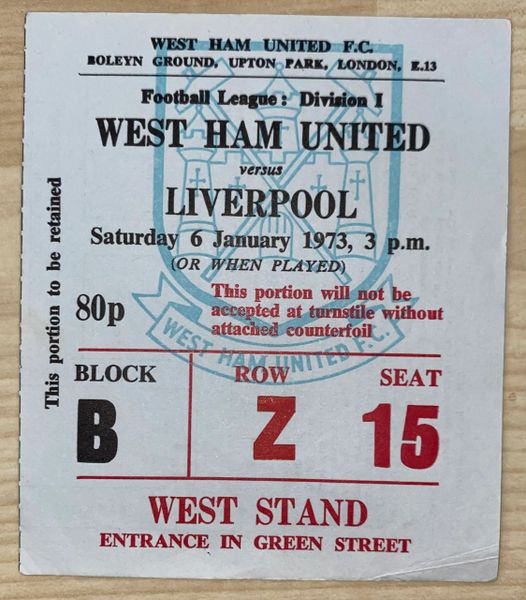 WEST HAM UNITED F.C.
BOLEYN GROUND, UPTON PARK, LONDON, E.13
Football League: Division I
WEST HAM UNITED
versus
LIVERPOOL
Saturday 6 January 1973, 3 p.m.
(OR WHEN PLAYED)
80p
This portion will not be
accepted at turnstile without
attached counterfoil
WEST HAM UNITED F.C.
This portion to be retained
BLOCK ROW SEAT
B Z 15
WEST STAND
ENTRANCE IN GREEN STREET